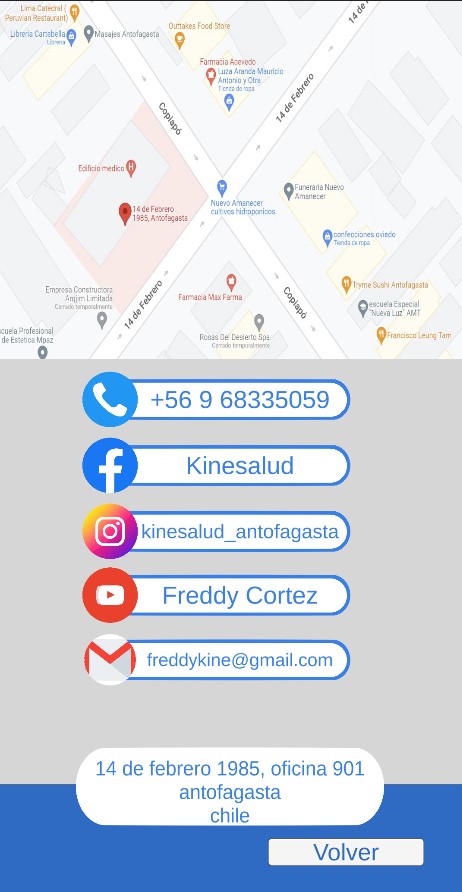 14 de F
Lima Catedral (
Peruvian Restaurant)
Outtakes Food Store
Librería Cartabella
Librería
Masajes Antofagasta
Farmacia Acevedo
Luza Aranda Mauricio
Antonio y Otra
Tienda de ropa
14 de Febrero
Copiapó
Edificio medico
14 de Febrero
1985, Antofagasta
Funeraria Nuevo
Amanecer
Nuevo Amanecer
cultivos hidroponicos
confecciones oviedo
Tienda de ropa
Tryme Sushi Antofagasta
Empresa Constructora
Argjim Limitada
Cerrado temporalmente
14 de Febrero
Farmacia Max Farma
Copiapó
escuela Especial
"Nueva Luz" AMT
cuela Profesional
de Estetica Mpaz
Rosas Del Desierto Spa
Cerrado temporalmente
Francisco Leung Tam
+56 9 68335059
Kinesalud
kinesalud_antofagasta
Freddy Cortez
freddykine@gmail.com
14 de febrero 1985, oficina 901
antofagasta
chile
Volver